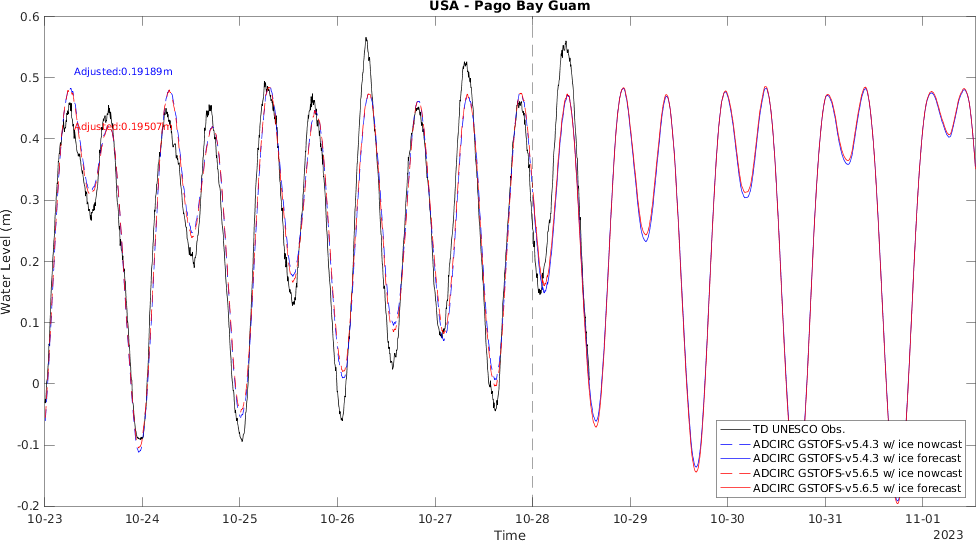 USA - Pago Bay Guam
0.6
0.5
0.4
0.3
0.2
0.1
0
-0.1
-0.2
Water Level (m)
Adjusted:0.19189m
Adjusted:0.19507m
TD UNESCO Obs.
ADCIRC GSTOFS-v5.4.3 w/ ice nowcast
ADCIRC GSTOFS-v5.4.3 w/ ice forecast
ADCIRC GSTOFS-v5.6.5 w/ ice nowcast
ADCIRC GSTOFS-v5.6.5 w/ ice forecast
10-23 10-24 10-25 10-26 10-27 10-28 10-29 10-30 10-31 11-01
Time
2023